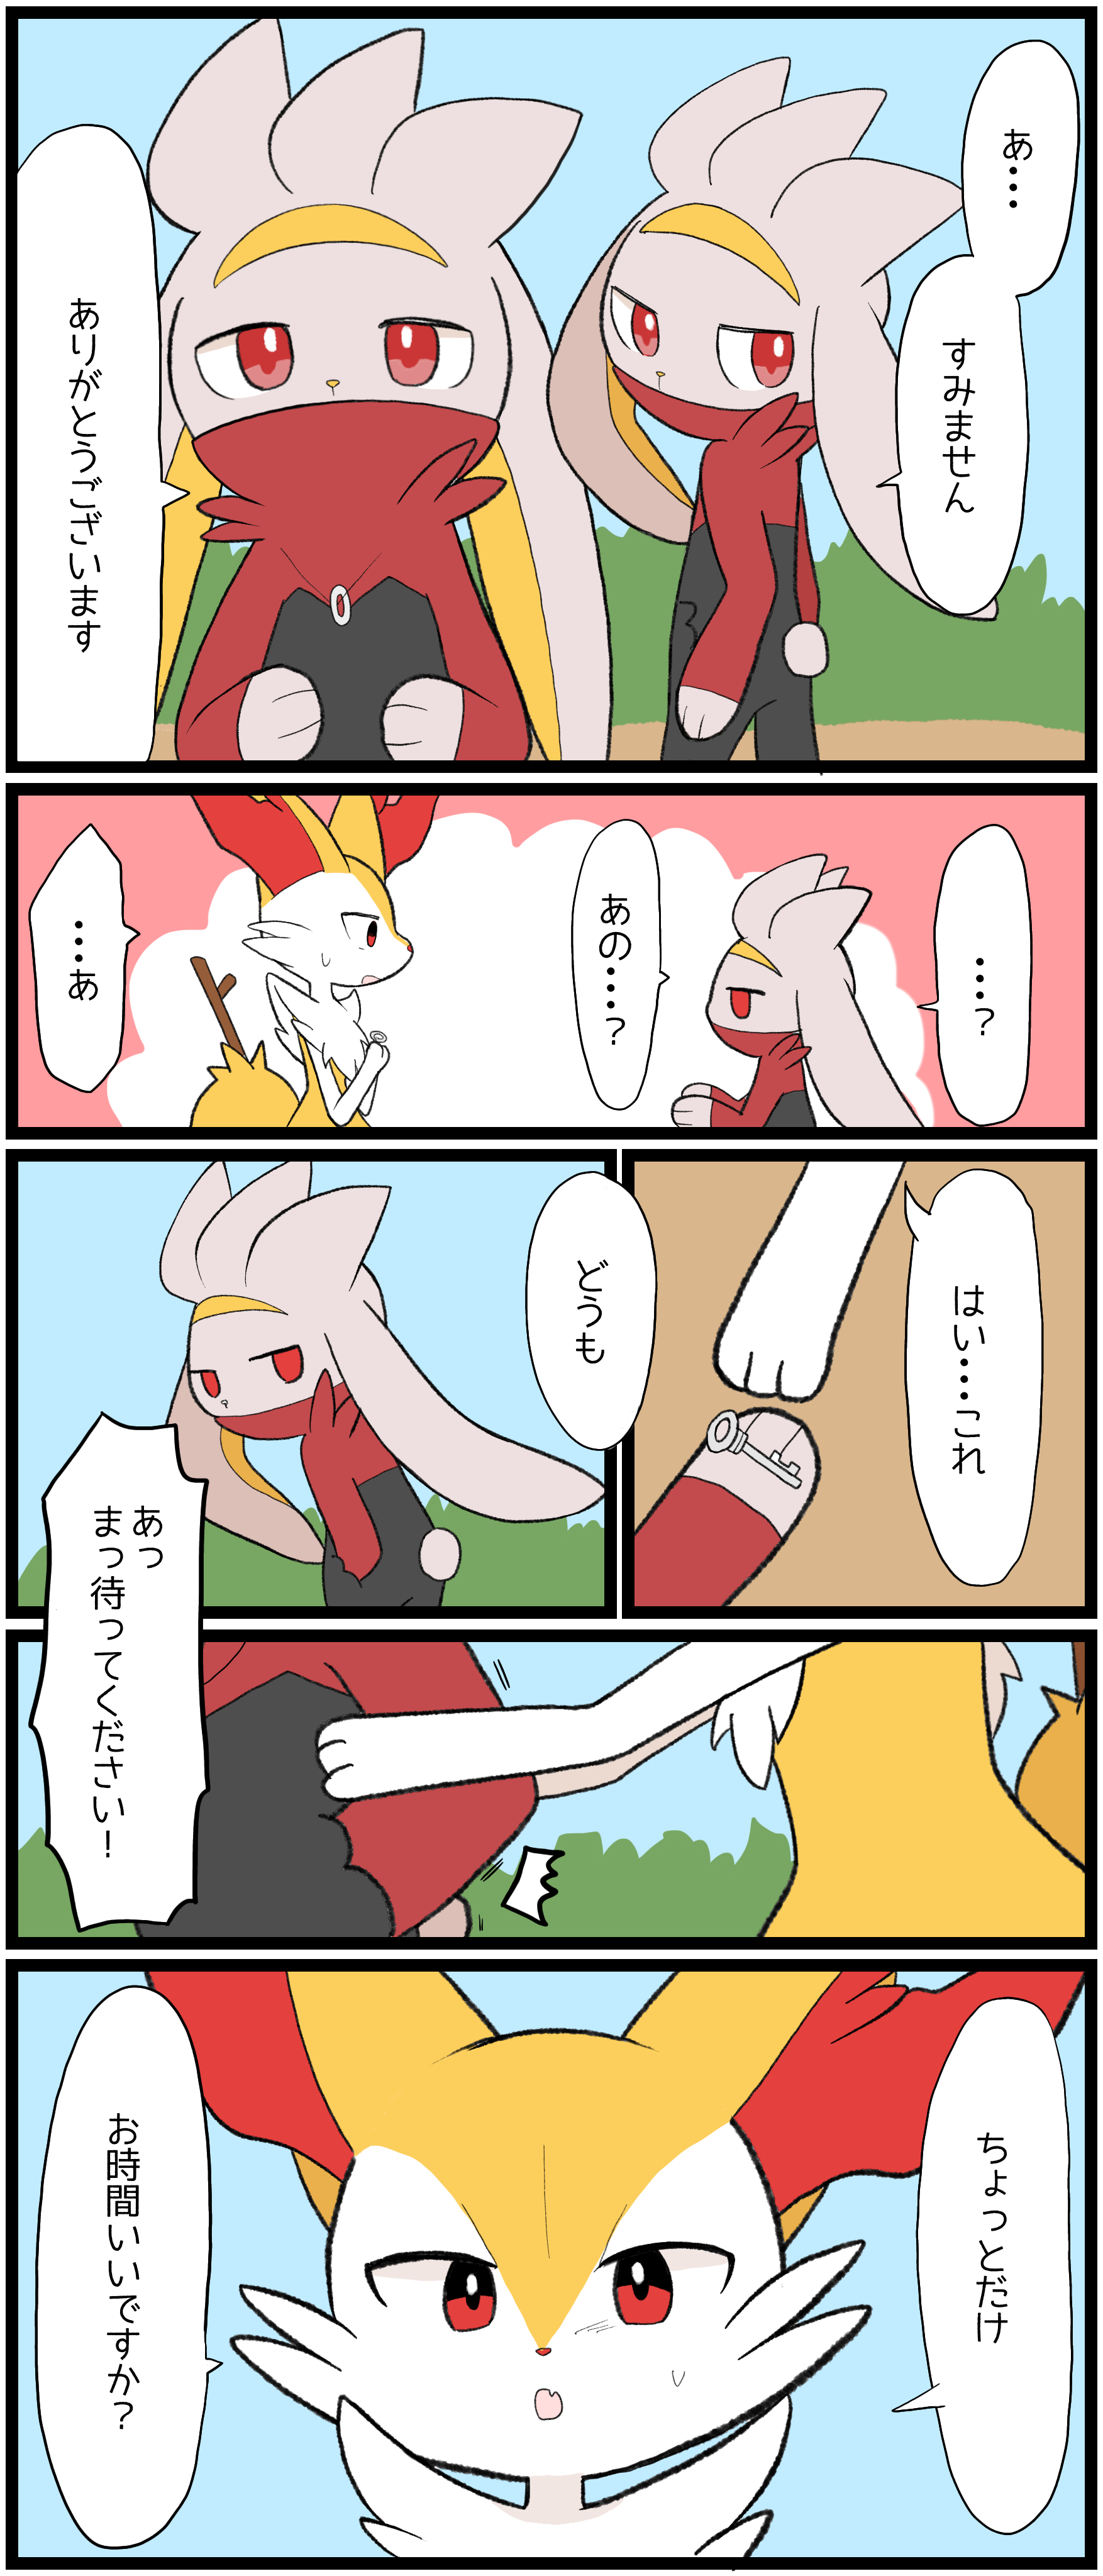 あ…
すみません
ありがとうございます
…？
あの…？
…あ
はい…これ
どうも
あっ
まっ待ってください！
ちょっとだけ
お時間いいですか？